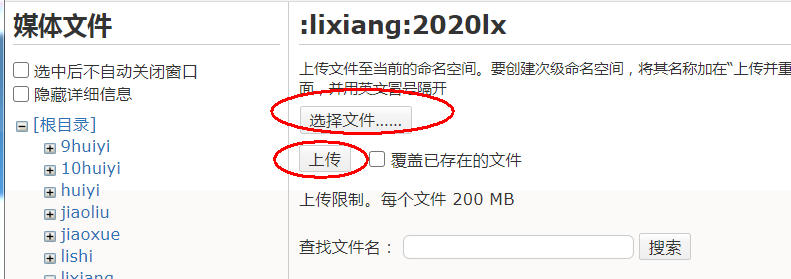 媒体文件
选中后不自动关闭窗口
隐藏详细信息
[根目录]
9huiyi
10huiyi
huiyi
jiaoliu
jiaoxue
lishi
lixiang
:lixiang:2020lx
上传文件至当前的命名空间。要创建次级命名空间，将其名称加在“上传并重
面，并用英文冒号隔开
选择文件......
上传
覆盖已存在的文件
上传限制。每个文件 200 MB
查找文件名：
搜索